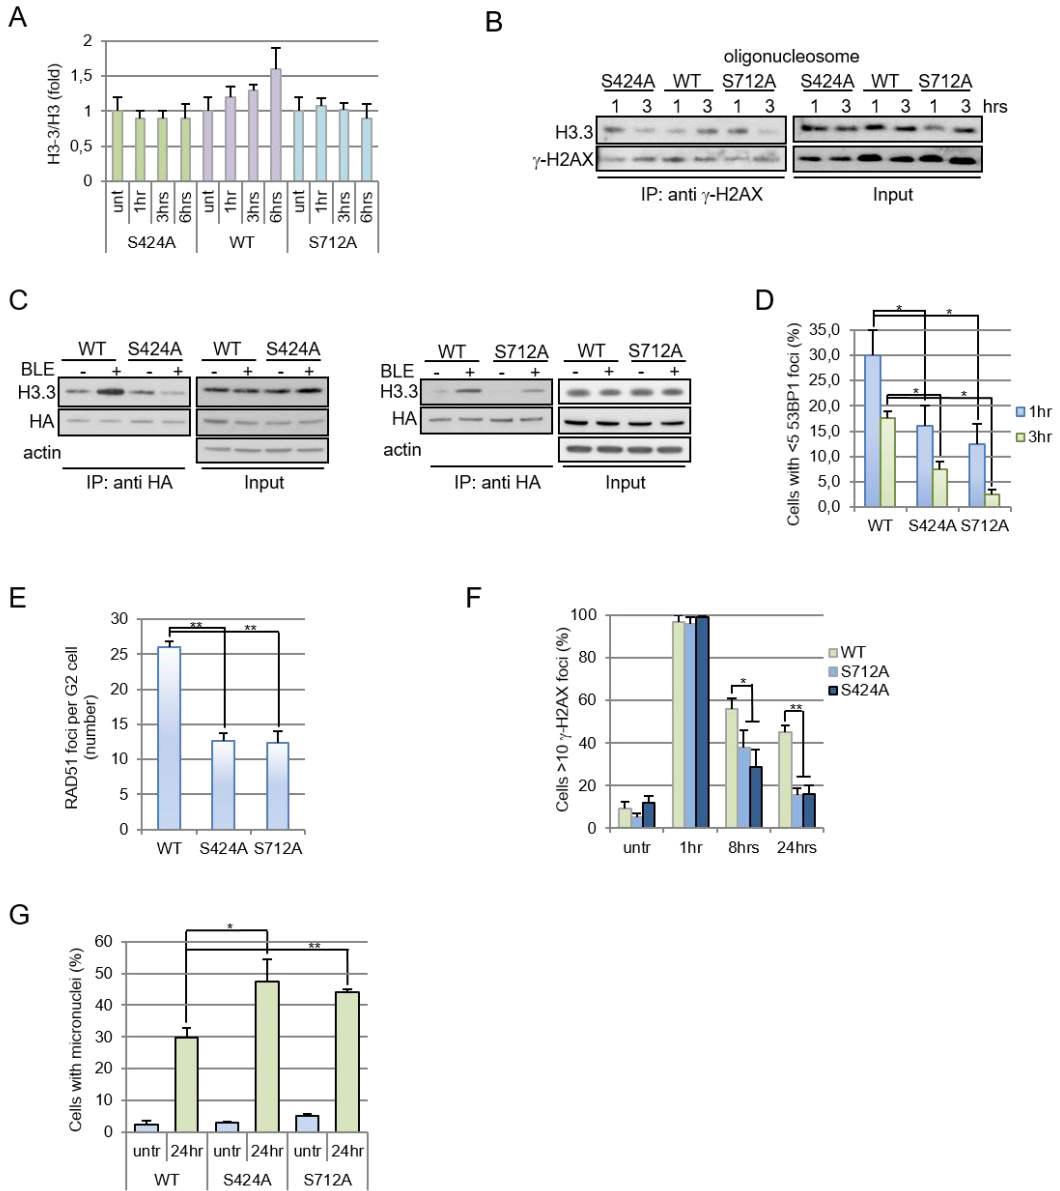 A
H3-3/H3 (fold)
2
1,5
1
0,5
0
unt 1hr 3hrs 6hrs unt 1hr 3hrs 6hrs unt 1hr 3hrs 6hrs
S424A WT S712A
B
oligonucleosome
S424A WT S712A S424A WT S712A
1 3 1 3 1 3 1 3 1 3 1 3 hrs
H3.3
γ-H2AX
IP: anti γ-H2AX Input
C
WT S424A WT S424A
BLE - + - + - + - +
H3.3
HA
actin
IP: anti HA Input
WT S712A WT S712A
BLE - + - + - + - +
H3.3
HA
actin
IP: anti HA Input
D
Cells with <5 53BP1 foci (%)
* *
35,0
30,0
25,0
20,0
* *
15,0
10,0
5,0
0,0
1hr
3hr
WT S424A S712A
E
RAD51 foci per G2 cell
(number)
30
** **
25
20
15
10
5
0
WT S424A S712A
F
Cells >10 γ-H2AX foci (%)
100
80
60
40
20
0
* **
WT
S712A
S424A
untr 1hr 8hrs 24hrs
G
Cells with micronuclei (%)
* **
60
50
40
30
20
10
0
untr 24hr untr 24hr untr 24hr
WT S424A S712A